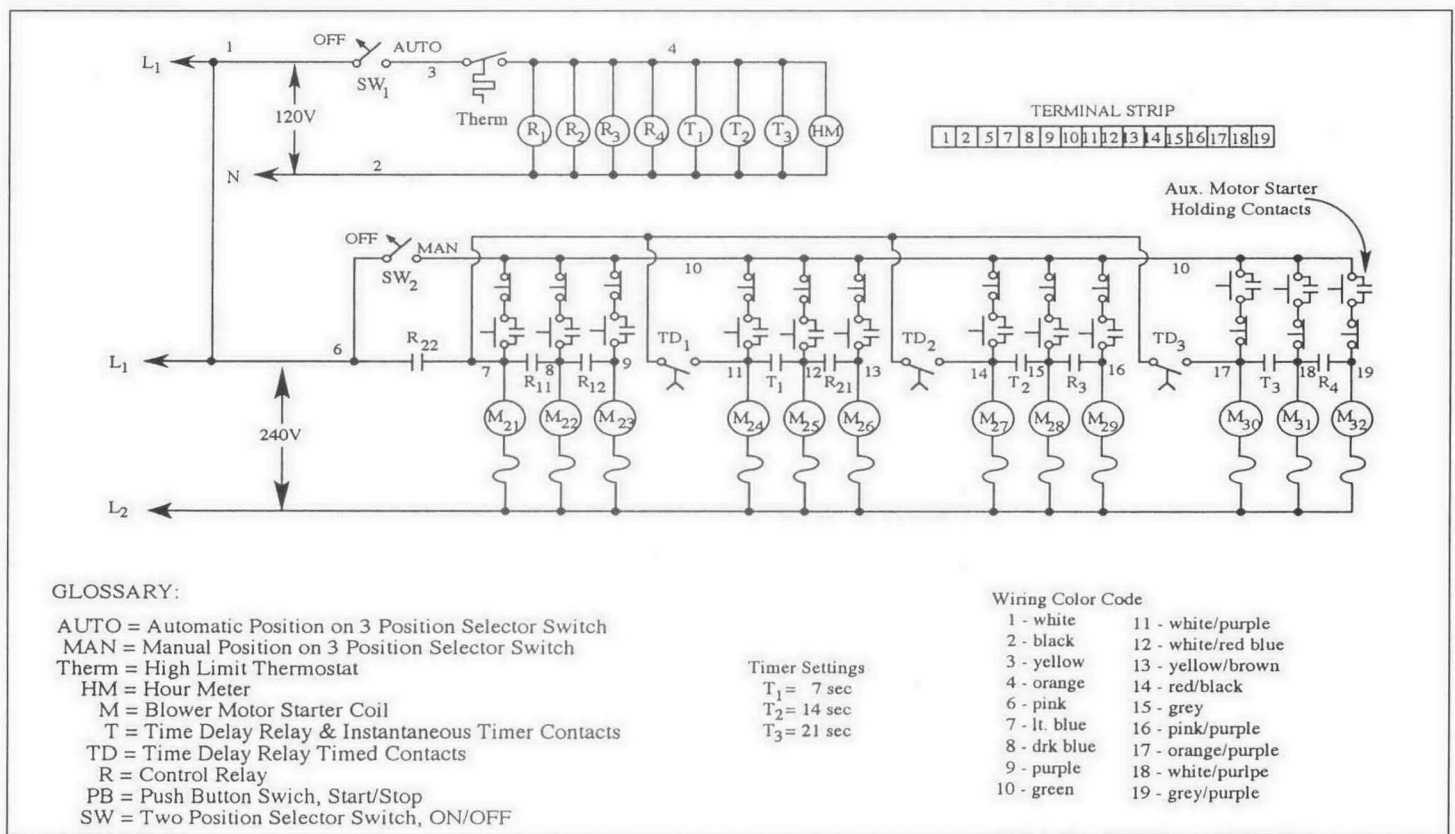 OFF
AUTO
1
4
L1
3
SW1
Therm
120V
R1 R2 R3 R4 T1 T2 T3 HM
TERMINAL STRIP
1 2 5 7 8 9 10 11 12 13 14 15 16 17 18 19
2
N
Aux. Motor Starter
Holding Contacts
OFF
MAN
10
10
SW2
6
R22
TD1
TD2
TD3
L1
7 8 9 11 12 13 14 15 16 17 18 19
R11 R12 T1 R21 T2 R3 T3 R4
M21 M22 M23 M24 M25 M26 M27 M28 M29 M30 M31 M32
240V
L2
GLOSSARY:
AUTO = Automatic Position on 3 Position Selector Switch
MAN = Manual Position on 3 Position Selector Switch
Therm = High Limit Thermostat
HM = Hour Meter
M = Blower Motor Starter Coil
T = Time Delay Relay & Instantaneous Timer Contacts
TD = Time Delay Relay Timed Contacts
R = Control Relay
PB = Push Button Swich, Start/Stop
SW = Two Position Selector Switch, ON/OFF
Timer Settings
T1 = 7 sec
T2 = 14 sec
T3 = 21 sec
Wiring Color Code
1 - white
2 - black
3 - yellow
4 - orange
6 - pink
7 - lt. blue
8 - drk blue
9 - purple
10 - green
11 - white/purple
12 - white/red blue
13 - yellow/brown
14 - red/black
15 - grey
16 - pink/purple
17 - orange/purple
18 - white/purlpe
19 - grey/purple